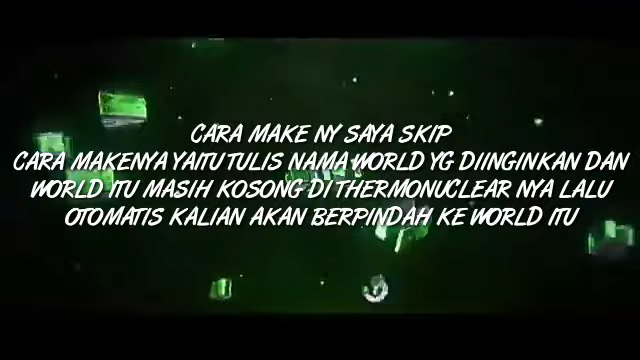 CARA MAKE NY SAYA SKIP
CARA MAKENYA YAITU TULIS NAMA WORLD YG DIINGINKAN DAN
WORLD ITU MASIH KOSONG DI THERMONUCLEAR NYA LALU
OTOMATIS KALIAN AKAN BERPINDAH KE WORLD ITU